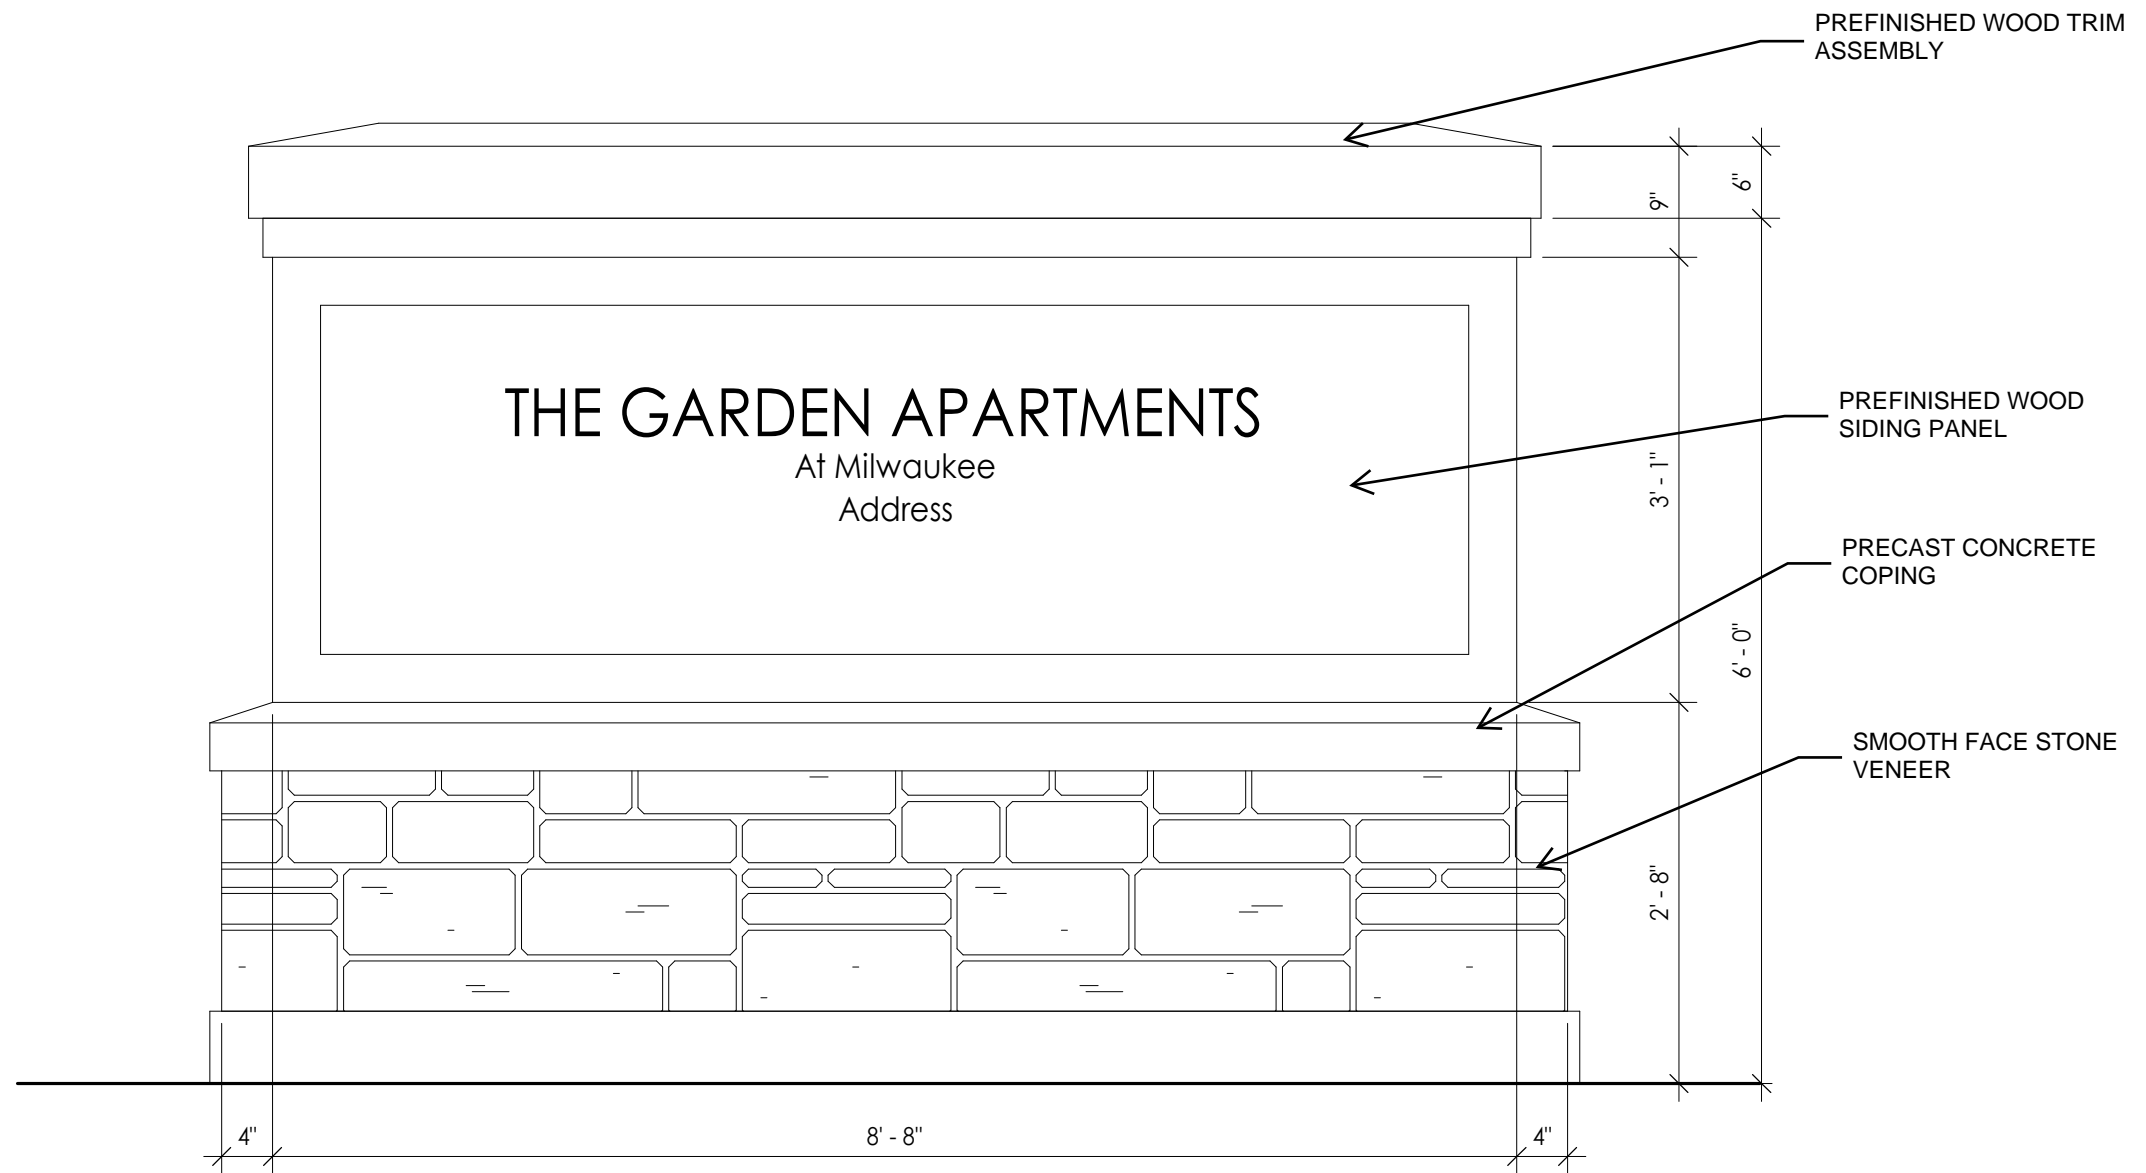 PREFINISHED WOOD TRIM
ASSEMBLY
6"
9"
THE GARDEN APARTMENTS
At Milwaukee
Address
PREFINISHED WOOD
SIDING PANEL
3' - 1"
PRECAST CONCRETE
COPING
6' - 0"
SMOOTH FACE STONE
VENEER
2' - 8"
4"
8' - 8"
4"